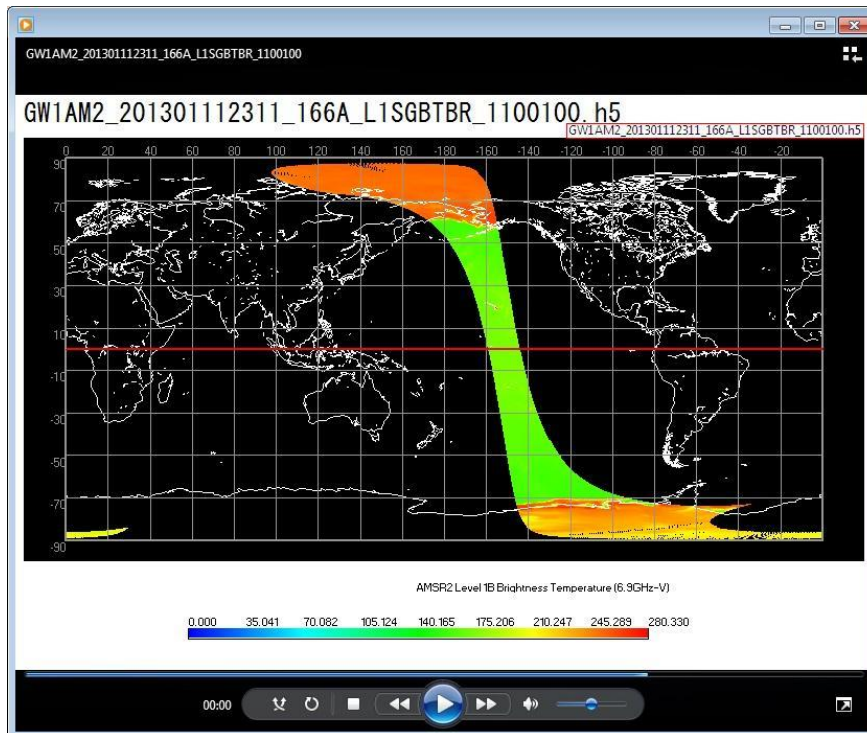 GW1AM2_201301112311_166A_L1SGBTBR_1100100
GW1AM2_201301112311_166A_L1SGBTBR_1100100.h5
GW1AM2_201301112311_166A_L1SGBTBR_1100100.h5
0 20 40 60 80 100 120 140 160 -160 -140 -120 -100 -80 -60 -40 -20
90
70
50
30
10
-10
-30
-50
-70
-90
AMSR2 Level 1B Brightness Temperature (6.9GHz-V)
0.000 35.041 70.082 105.124 140.165 175.206 210.247 245.289 280.330
00:00